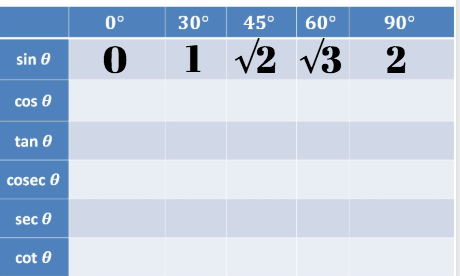 0° 30° 45° 60° 90°
sin θ 0 1 √2 √3 2
cos θ
tan θ
cosec θ
sec θ
cot θ